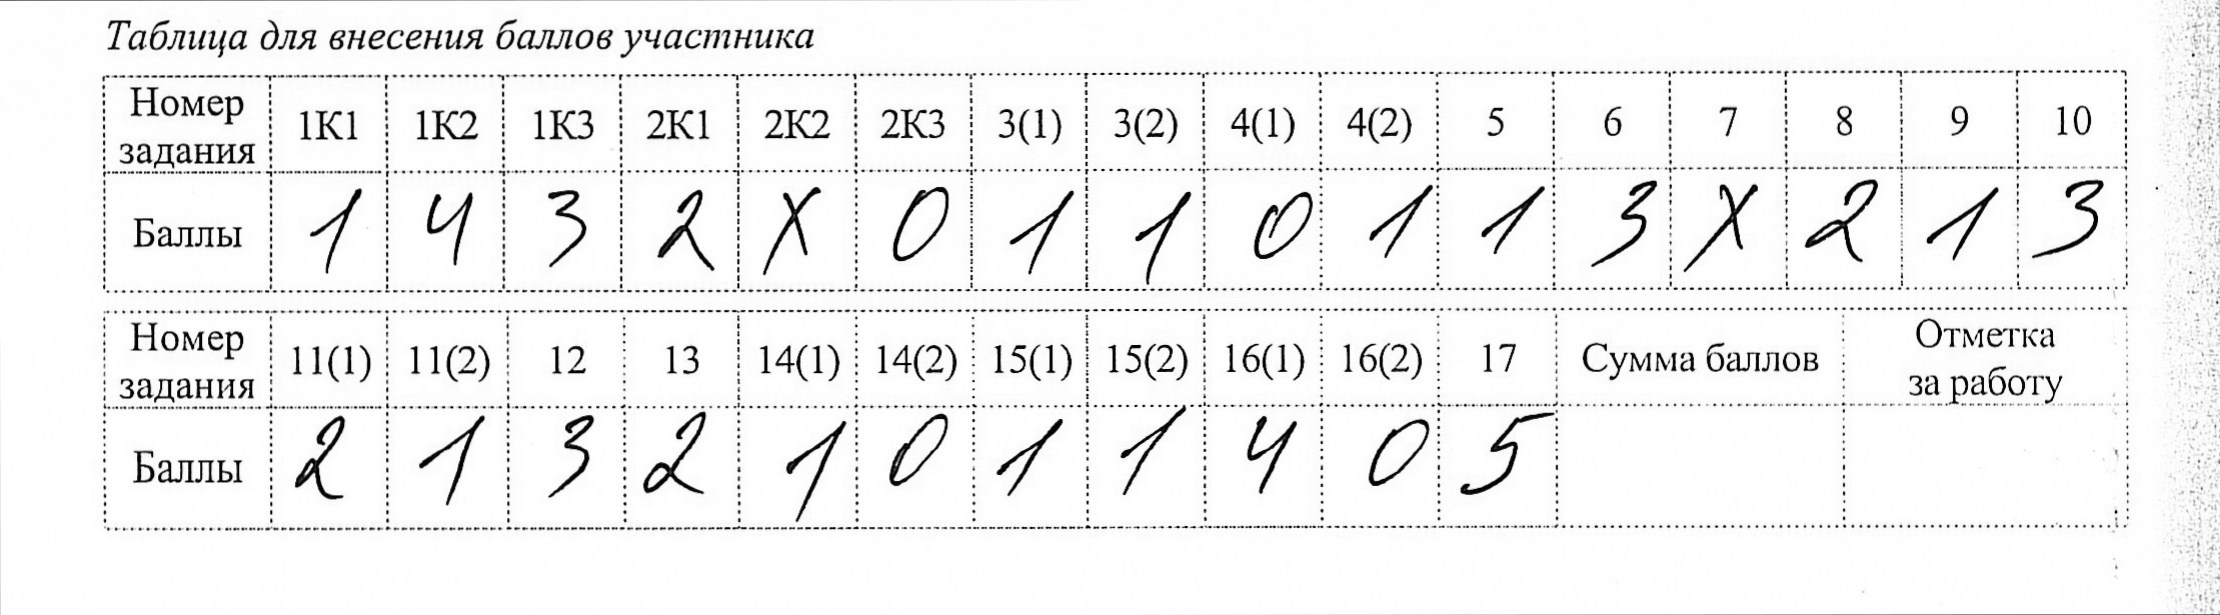 Таблица для внесения баллов участника
Номер задания 1К1 1К2 1К3 2К1 2К2 2К3 3(1) 3(2) 4(1) 4(2) 5 6 7 8 9 10
Баллы 1 4 3 2 X 0 1 1 0 1 1 3 X 2 1 3
Номер задания 11(1) 11(2) 12 13 14(1) 14(2) 15(1) 15(2) 16(1) 16(2) 17 Сумма баллов Отметка за работу
Баллы 2 1 3 2 1 0 1 1 4 0 5